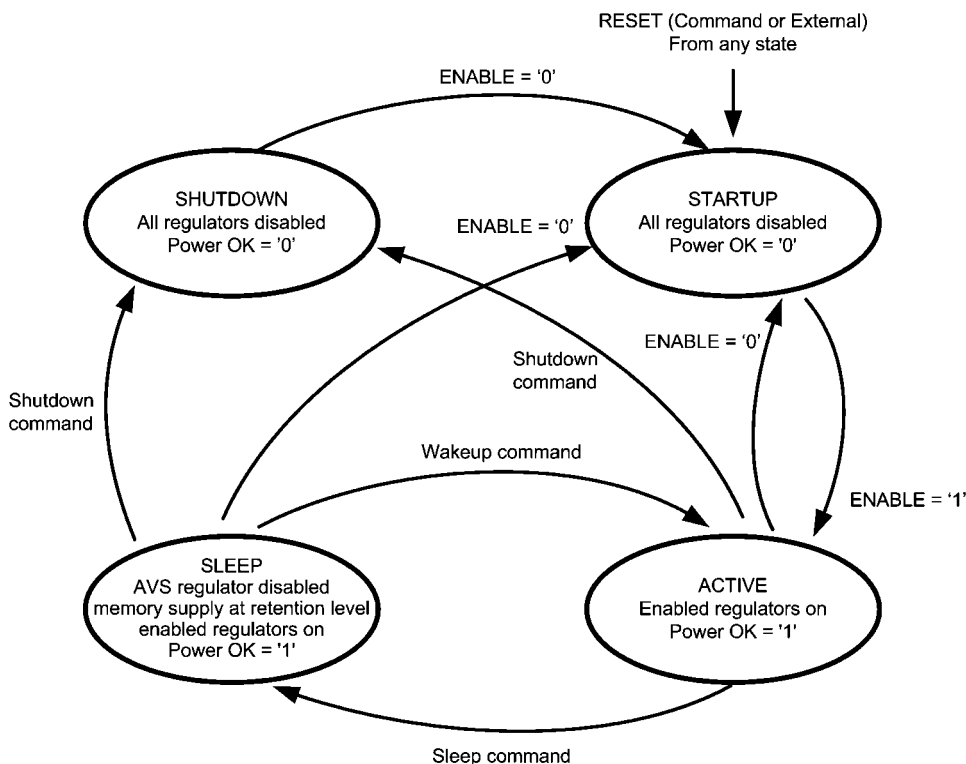 RESET (Command or External)
From any state
ENABLE = ‘0’
SHUTDOWN
All regulators disabled
Power OK = '0'
STARTUP
All regulators disabled
Power OK = '0'
ENABLE = ‘0’
ENABLE = ‘0’
Shutdown
command
Shutdown
command
Wakeup command
ENABLE = ‘1’
SLEEP
AVS regulator disabled
memory supply at retention level
enabled regulators on
Power OK = '1'
ACTIVE
Enabled regulators on
Power OK = '1'
Sleep command